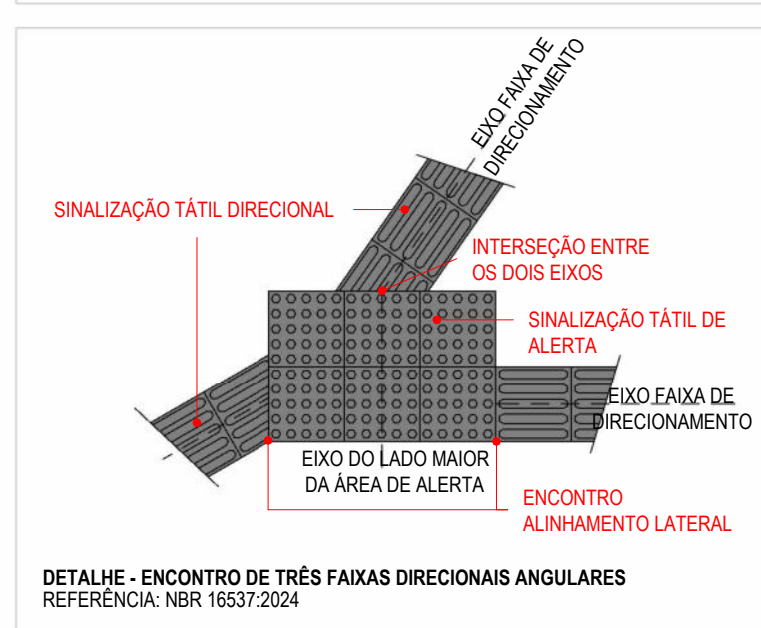 EIXO FAIXA DE
DIRECIONAMENTO
SINALIZAÇÃO TÁTIL DIRECIONAL
INTERSEÇÃO ENTRE
OS DOIS EIXOS
SINALIZAÇÃO TÁTIL DE
ALERTA
EIXO FAIXA DE
DIRECIONAMENTO
EIXO DO LADO MAIOR
DA ÁREA DE ALERTA
ENCONTRO
ALINHAMENTO LATERAL
DETALHE - ENCONTRO DE TRÊS FAIXAS DIRECIONAIS ANGULARES
REFERÊNCIA: NBR 16537:2024